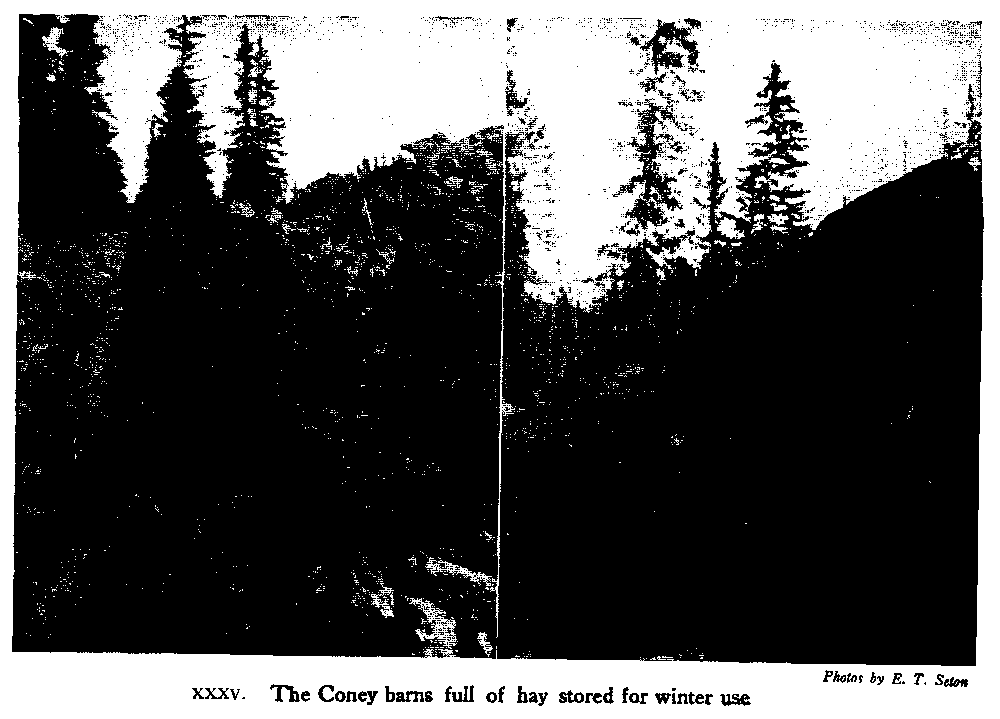 Photos by E. T. Seton
XXXV. The Coney barns full of hay stored for winter use